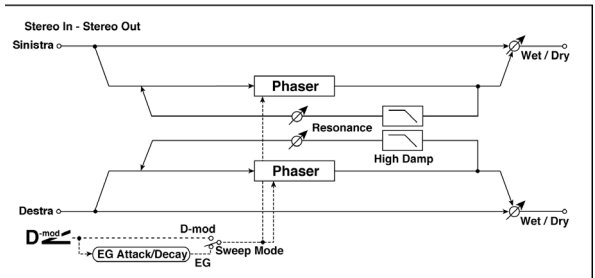 Stereo In - Stereo Out
Sinistra
Wet / Dry
Phaser
Resonance
High Damp
Phaser
Destra
Wet / Dry
D-mod
D-mod
EG Attack/Decay
EG
Sweep Mode